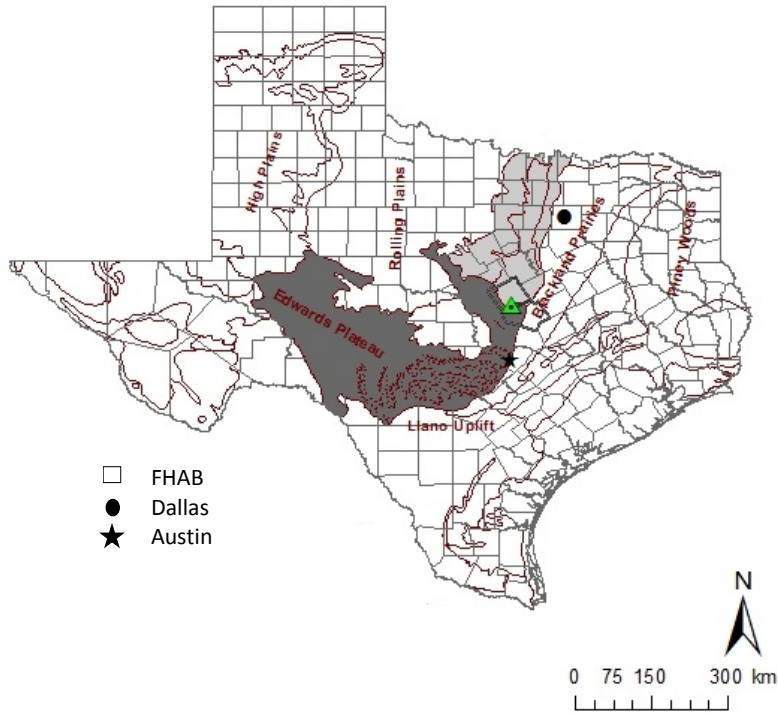 High Plains
Rolling Plains
Blackland Prairies
Piney Woods
Edwards Plateau
Llano Uplift
FHAB
Dallas
Austin
N
0 75 150 300 km